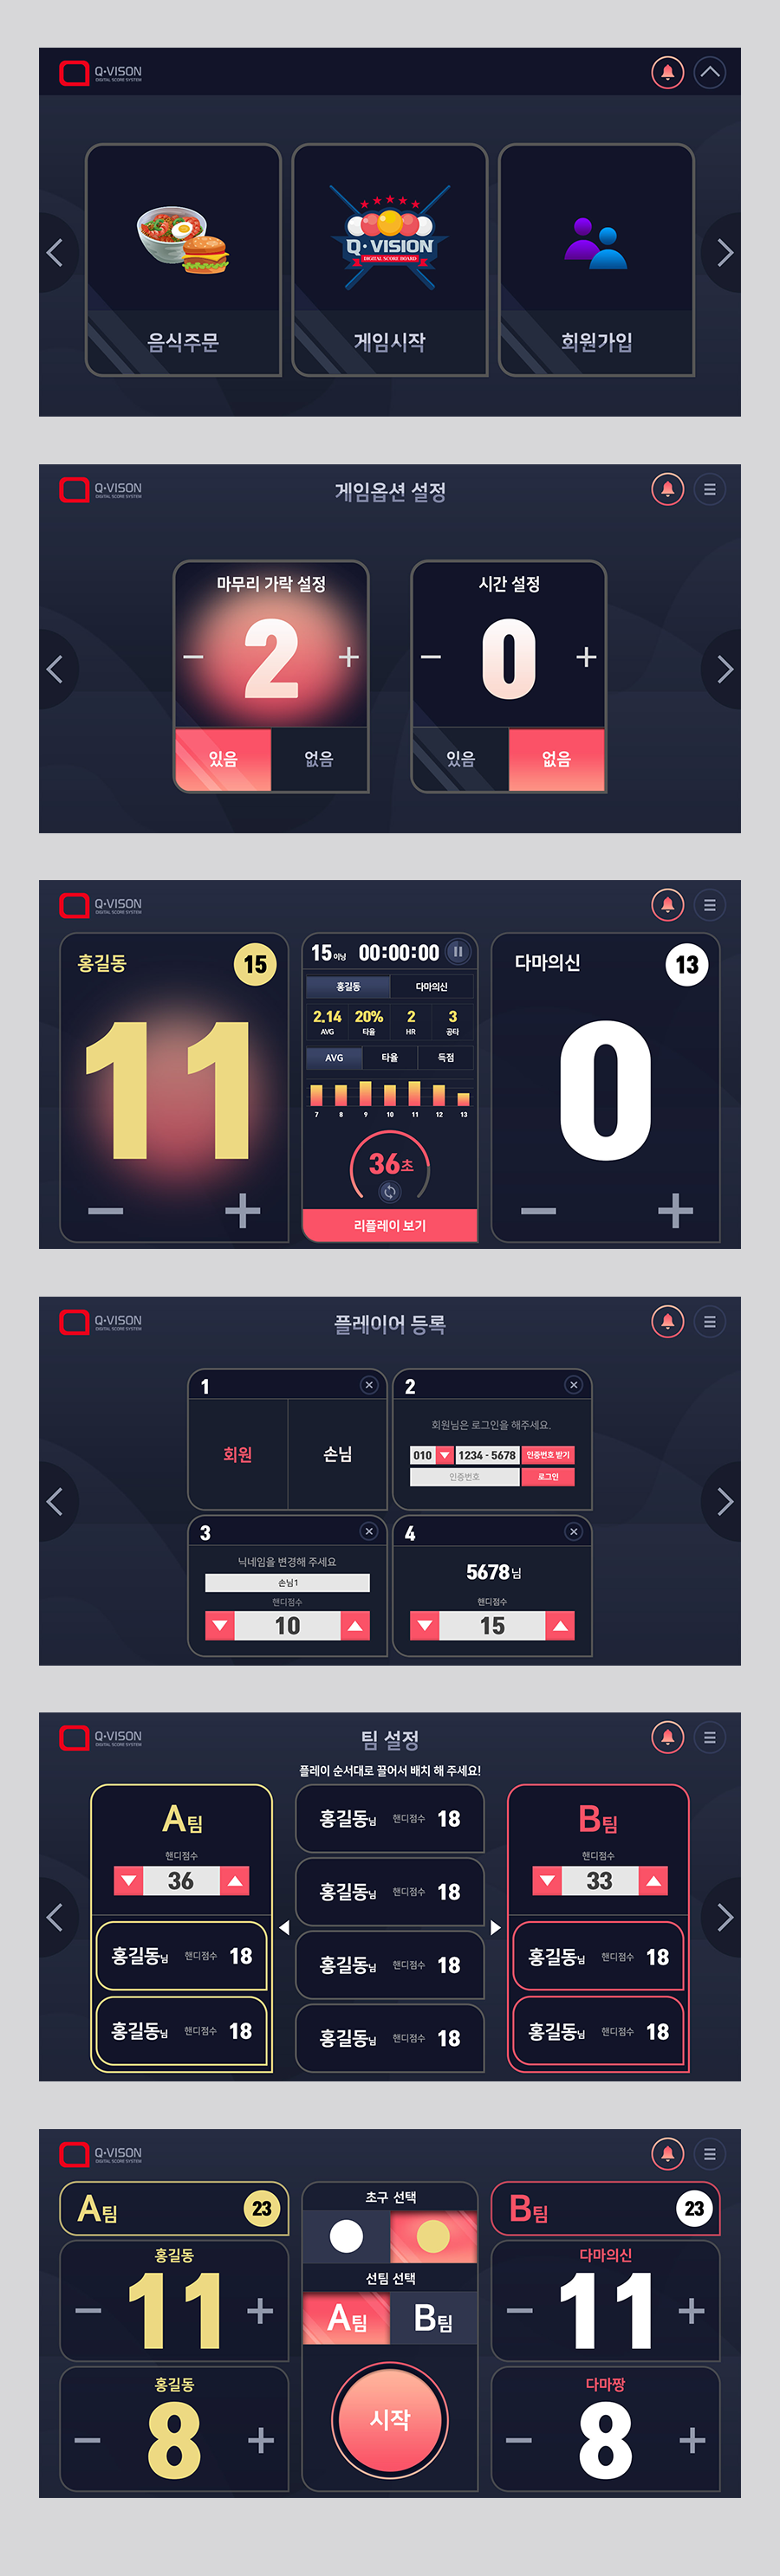 Q·VISON
DIGITAL SCORE SYSTEM
Q·VISION
DIGITAL SCORE BOARD
음식주문
게임시작
회원가입
Q·VISON
DIGITAL SCORE SYSTEM
게임옵션 설정
마무리 가락 설정
시간 설정
− 2 +
− 0 +
있음 없음
있음 없음
Q·VISON
DIGITAL SCORE SYSTEM
홍길동 15
11
− +
15이닝 00:00:00
홍길동 다마의신
2.14 20% 2 3
AVG 타율 HR 공타
AVG 타율 득점
7 8 9 10 11 12 13
36초
리플레이 보기
다마의신 13
0
− +
Q·VISON
DIGITAL SCORE SYSTEM
플레이어 등록
1
회원 손님
2
회원님은 로그인을 해주세요.
010 1234 - 5678 인증번호 받기
인증번호 로그인
3
닉네임을 변경해 주세요
손님1
핸디점수
10
4
5678님
핸디점수
15
Q·VISON
DIGITAL SCORE SYSTEM
팀 설정
플레이 순서대로 끌어서 배치 해 주세요!
A팀
핸디점수
36
홍길동님 핸디점수 18
홍길동님 핸디점수 18
홍길동님 핸디점수 18
홍길동님 핸디점수 18
홍길동님 핸디점수 18
홍길동님 핸디점수 18
B팀
핸디점수
33
홍길동님 핸디점수 18
홍길동님 핸디점수 18
Q·VISON
DIGITAL SCORE SYSTEM
A팀 23
홍길동
− 11 +
홍길동
− 8 +
초구 선택
선팀 선택
A팀 B팀
시작
B팀 23
다마의신
− 11 +
다마짱
− 8 +